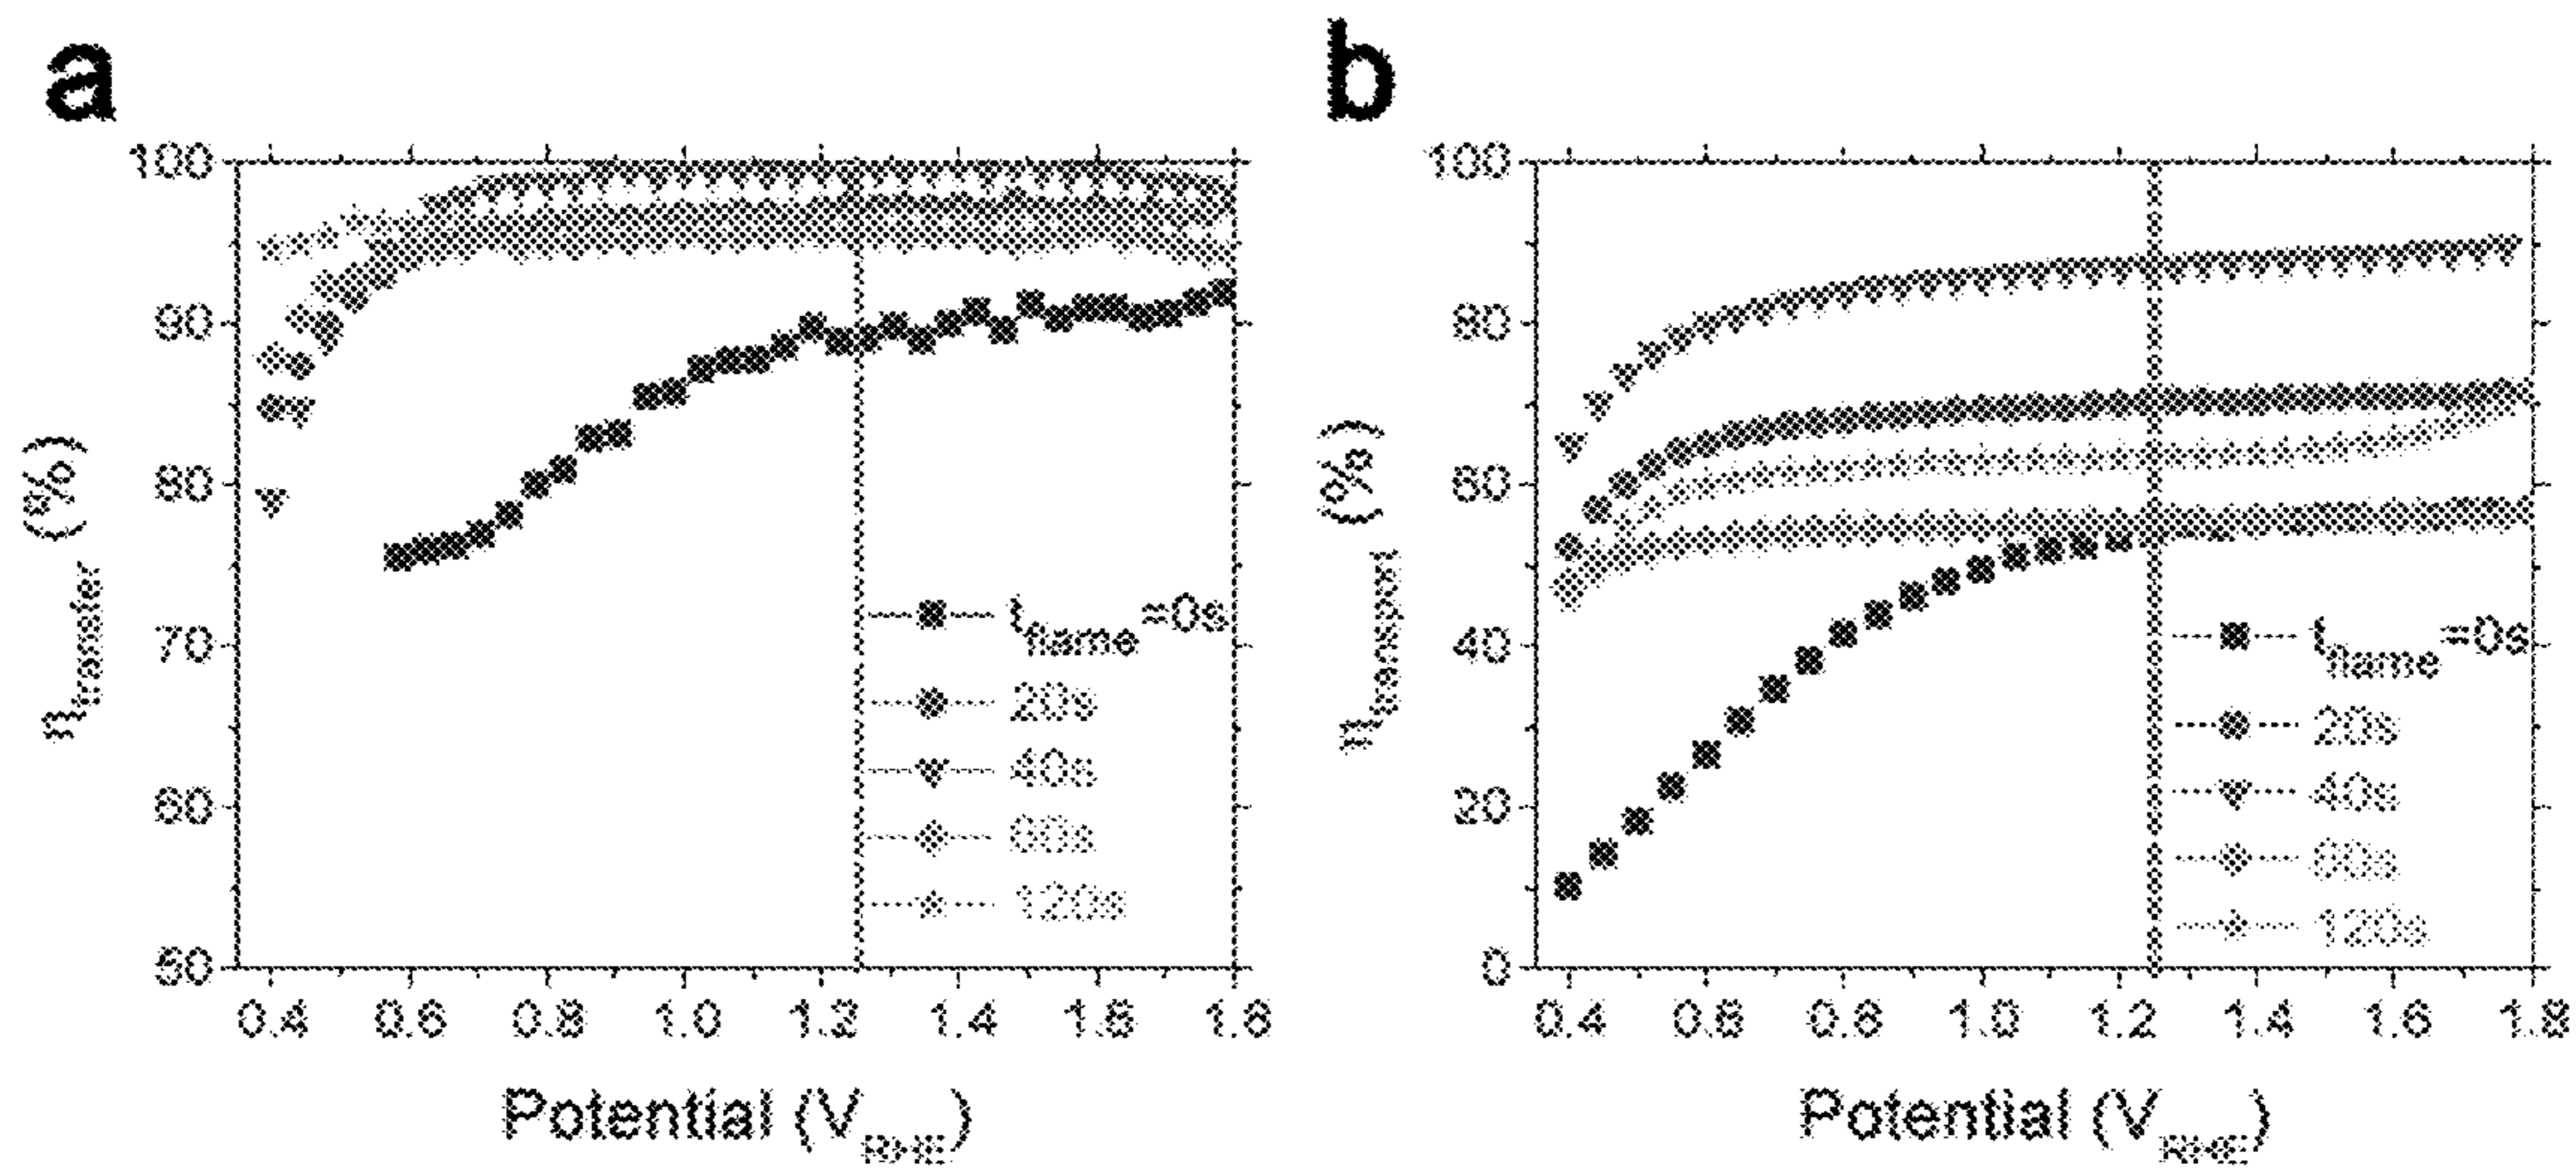 a
100
90
80
70
60
50
η transfer (%)
0.4 0.6 0.8 1.0 1.2 1.4 1.6 1.8
Potential (V RHE)
t flame =0s
20s
40s
60s
120s
b
100
80
60
40
20
0
η transport (%)
0.4 0.6 0.8 1.0 1.2 1.4 1.6 1.8
Potential (V RHE)
t flame =0s
20s
40s
60s
120s